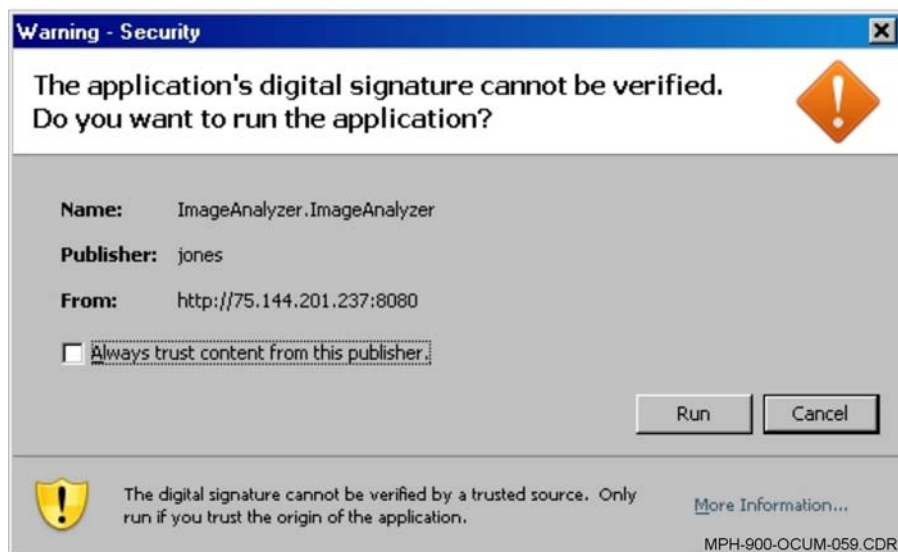 Warning - Security
The application's digital signature cannot be verified.
Do you want to run the application?
Name: ImageAnalyzer.ImageAnalyzer
Publisher: jones
From: http://75.144.201.237:8080
Always trust content from this publisher.
Run Cancel
The digital signature cannot be verified by a trusted source. Only
run if you trust the origin of the application.
More Information...
MPH-900-OCUM-059.CDR